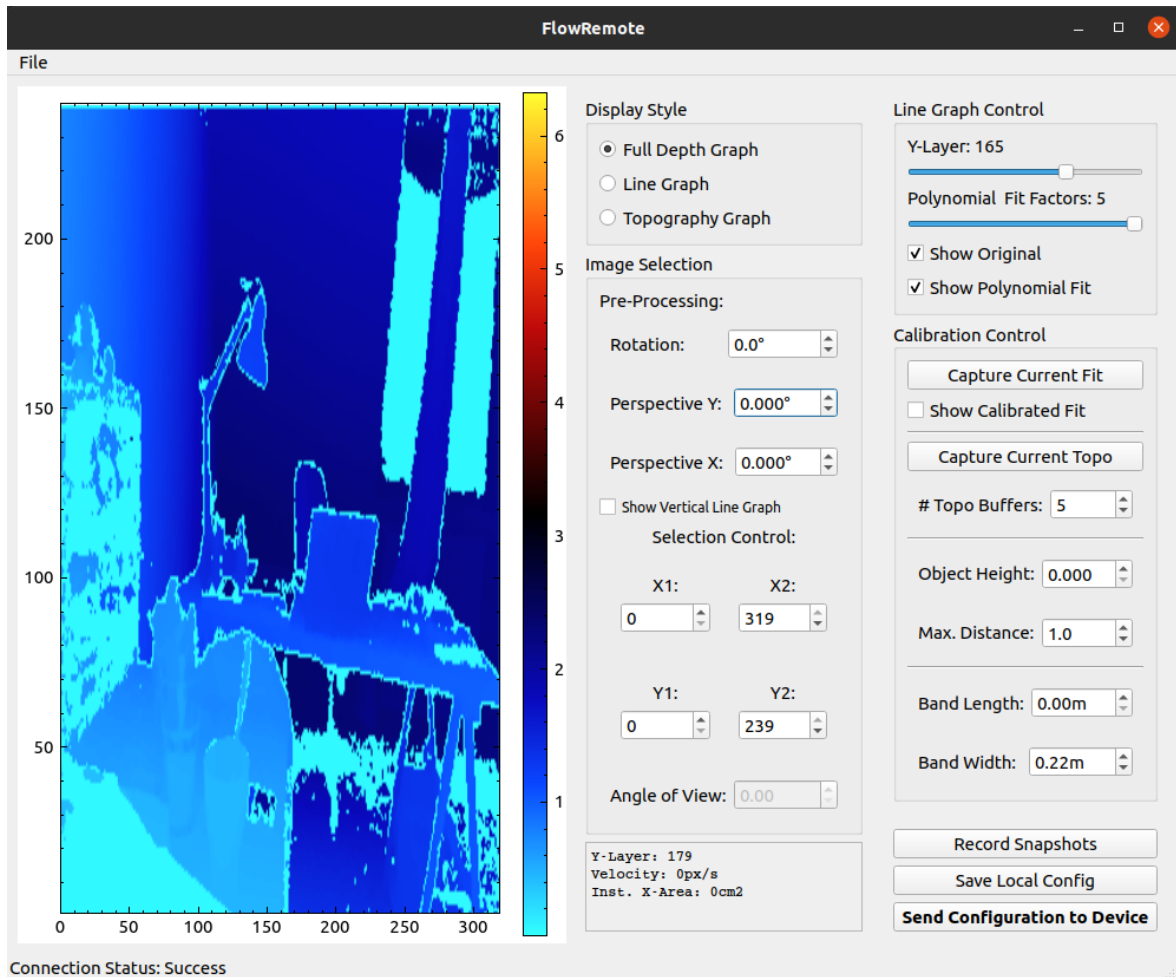 FlowRemote
File
6
5
4
3
2
1
200
150
100
50
0
50
100
150
200
250
300
Display Style
Full Depth Graph
Line Graph
Topography Graph
Image Selection
Pre-Processing:
Rotation: 0.0°
Perspective Y: 0.000°
Perspective X: 0.000°
Show Vertical Line Graph
Selection Control:
X1: X2:
0 319
Y1: Y2:
0 239
Angle of View: 0.00
Y-Layer: 179
Velocity: 0px/s
Inst. X-Area: 0cm2
Line Graph Control
Y-Layer: 165
Polynomial Fit Factors: 5
Show Original
Show Polynomial Fit
Calibration Control
Capture Current Fit
Show Calibrated Fit
Capture Current Topo
# Topo Buffers: 5
Object Height: 0.000
Max. Distance: 1.0
Band Length: 0.00m
Band Width: 0.22m
Record Snapshots
Save Local Config
Send Configuration to Device
Connection Status: Success